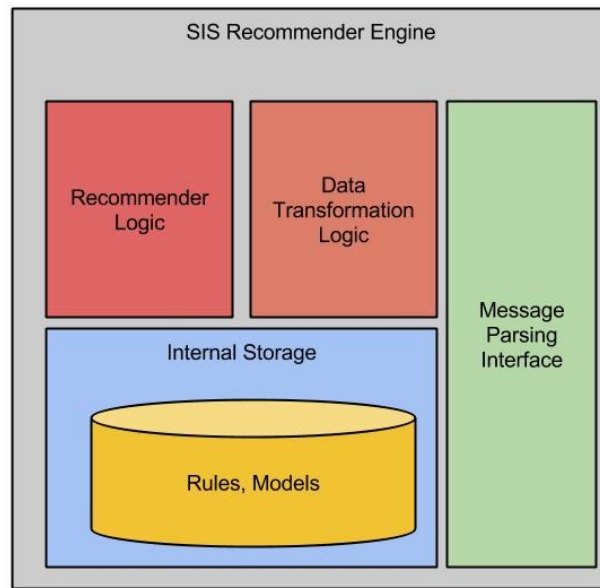 SIS Recommender Engine
Recommender
Logic
Data
Transformation
Logic
Message
Parsing
Interface
Internal Storage
Rules, Models